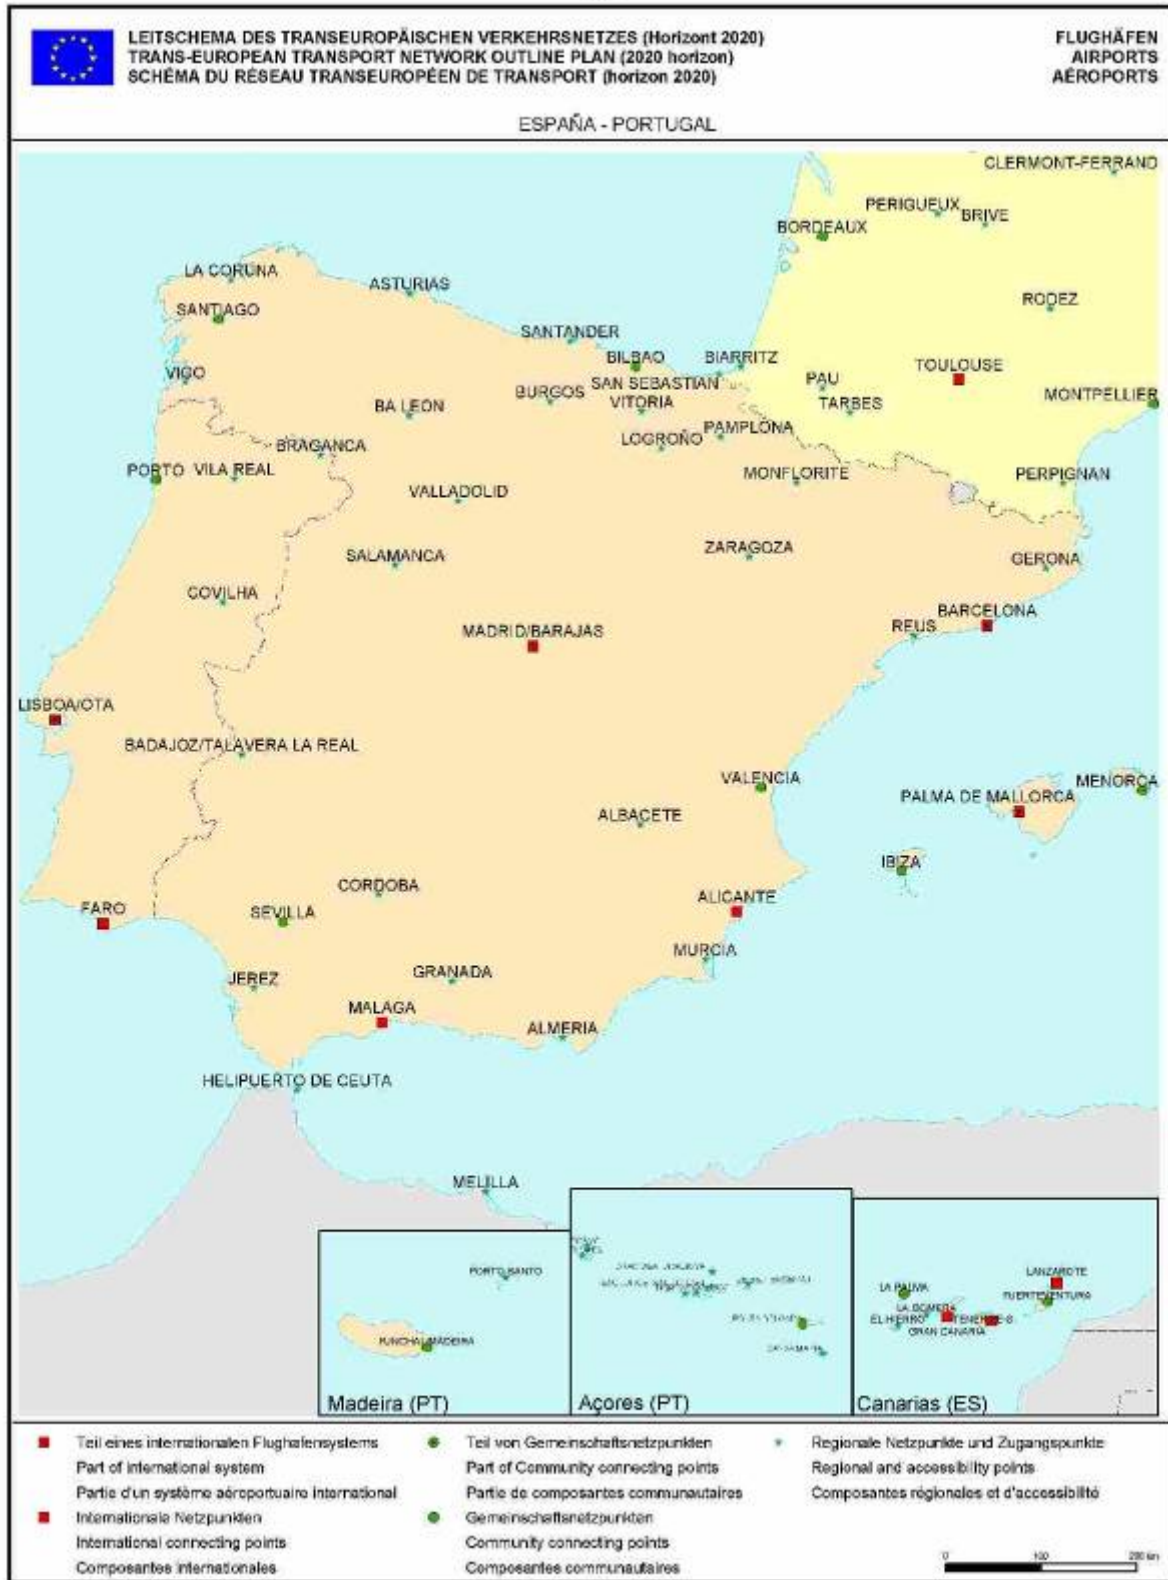 LEITSCHEMA DES TRANSEUROPÄISCHEN VERKEHRSNETZES (Horizont 2020)
TRANS-EUROPEAN TRANSPORT NETWORK OUTLINE PLAN (2020 horizon)
SCHÉMA DU RÉSEAU TRANSEUROPÉEN DE TRANSPORT (horizon 2020)
FLUGHÄFEN
AIRPORTS
AÉROPORTS
ESPAÑA - PORTUGAL
CLERMONT-FERRAND
PERIGUEUX
BRIVE
BORDEAUX
LA CORUNA
ASTURIAS
SANTIAGO
RODEZ
SANTANDER
BILBAO
BIARRITZ
TOULOUSE
VIGO
SAN SEBASTIAN
PAU
BURGOS
MONTPELLIER
BA LEON
VITORIA
TARBES
PAMPLONA
LOGROÑO
BRAGANCA
PORTO
VILA REAL
MONFLORITE
PERPIGNAN
VALLADOLID
SALAMANCA
ZARAGOZA
GERONA
COVILHA
BARCELONA
MADRID/BARAJAS
REUS
LISBOA/OTA
BADAJOZ/TALAVERA LA REAL
VALENCIA
MENORCA
PALMA DE MALLORCA
ALBACETE
IBIZA
CORDOBA
ALICANTE
FARO
SEVILLA
MURCIA
JEREZ
GRANADA
MALAGA
ALMERIA
HELIPUERTO DE CEUTA
MELILLA
PORTO SANTO
FUNCHAL/MADEIRA
Madeira (PT)
Açores (PT)
LANZAROTE
LA PALMA
FUERTEVENTURA
LA GOMERA
EL HIERRO
TENERIFE-S
GRAN CANARIA
Canarias (ES)
Teil eines internationalen Flughafensystems
Part of international system
Partie d'un système aéroportuaire international
Internationale Netzpunkten
International connecting points
Composantes internationales
Teil von Gemeinschaftsnetzpunkten
Part of Community connecting points
Partie de composantes communautaires
Gemeinschaftsnetzpunkten
Community connecting points
Composantes communautaires
Regionale Netzpunkte und Zugangspunkte
Regional and accessibility points
Composantes régionales et d'accessibilité
0 100 200 km